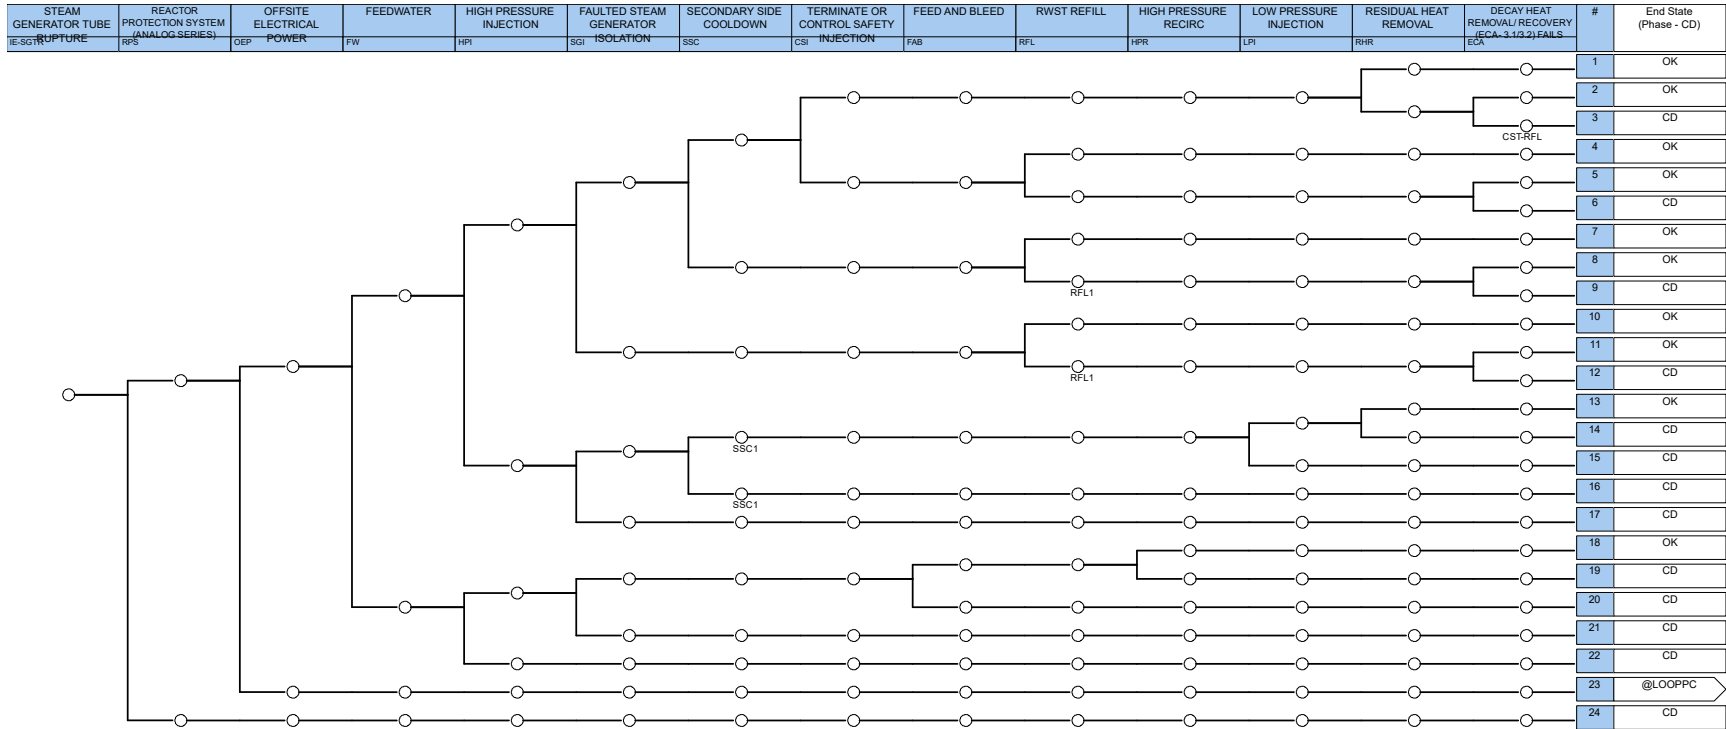 STEAM
GENERATOR TUBE
RUPTURE
IE-SGTR
REACTOR
PROTECTION SYSTEM
(ANALOG SERIES)
RPS
OFFSITE
ELECTRICAL
POWER
OEP
FEEDWATER
FW
HIGH PRESSURE
INJECTION
HPI
FAULTED STEAM
GENERATOR
ISOLATION
SGI
SECONDARY SIDE
COOLDOWN
SSC
TERMINATE OR
CONTROL SAFETY
INJECTION
CSI
FEED AND BLEED
FAB
RWST REFILL
RFL
HIGH PRESSURE
RECIRC
HPR
LOW PRESSURE
INJECTION
LPI
RESIDUAL HEAT
REMOVAL
RHR
DECAY HEAT
REMOVAL/ RECOVERY
(ECA- 3.1/3.2) FAILS
ECA
#
End State
(Phase - CD)
1 OK
2 OK
3 CD
CST-RFL
4 OK
5 OK
6 CD
7 OK
8 OK
RFL1
9 CD
10 OK
11 OK
RFL1
12 CD
13 OK
14 CD
SSC1
15 CD
16 CD
SSC1
17 CD
18 OK
19 CD
20 CD
21 CD
22 CD
23 @LOOPPC
24 CD